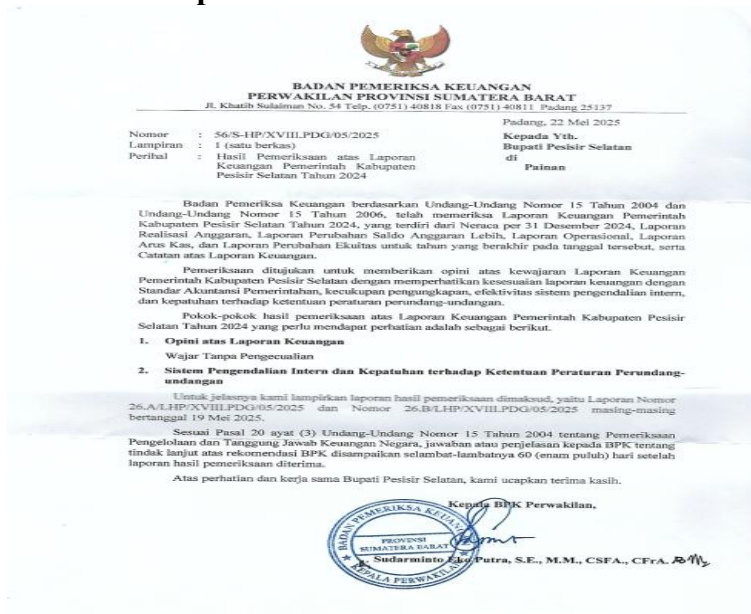 BADAN PEMERIKSA KEUANGAN
PERWAKILAN PROVINSI SUMATERA BARAT
Jl. Khatib Sulaiman No. 54 Telp. (0751) 40818 Fax (0751) 40811 Padang 25137
Padang, 22 Mei 2025
Nomor : 56/S-HP/XVIII.PDG/05/2025
Lampiran : 1 (satu berkas)
Perihal : Hasil Pemeriksaan atas Laporan
Keuangan Pemerintah Kabupaten
Pesisir Selatan Tahun 2024
Kepada Yth.
Bupati Pesisir Selatan
di
Painan
Badan Pemeriksa Keuangan berdasarkan Undang-Undang Nomor 15 Tahun 2004 dan
Undang-Undang Nomor 15 Tahun 2006, telah memeriksa Laporan Keuangan Pemerintah
Kabupaten Pesisir Selatan Tahun 2024, yang terdiri dari Neraca per 31 Desember 2024, Laporan
Realisasi Anggaran, Laporan Perubahan Saldo Anggaran Lebih, Laporan Operasional, Laporan
Arus Kas, dan Laporan Perubahan Ekuitas untuk tahun yang berakhir pada tanggal tersebut, serta
Catatan atas Laporan Keuangan.
Pemeriksaan ditujukan untuk memberikan opini atas kewajaran Laporan Keuangan
Pemerintah Kabupaten Pesisir Selatan dengan memperhatikan kesesuaian laporan keuangan dengan
Standar Akuntansi Pemerintahan, kecukupan pengungkapan, efektivitas sistem pengendalian intern,
dan kepatuhan terhadap ketentuan peraturan perundang-undangan.
Pokok-pokok hasil pemeriksaan atas Laporan Keuangan Pemerintah Kabupaten Pesisir
Selatan Tahun 2024 yang perlu mendapat perhatian adalah sebagai berikut.
1. Opini atas Laporan Keuangan
Wajar Tanpa Pengecualian
2. Sistem Pengendalian Intern dan Kepatuhan terhadap Ketentuan Peraturan Perundang-
undangan
Untuk jelasnya kami lampirkan laporan hasil pemeriksaan dimaksud, yaitu Laporan Nomor
26.A/LHP/XVIII.PDG/05/2025 dan Nomor 26.B/LHP/XVIII.PDG/05/2025 masing-masing
bertanggal 19 Mei 2025.
Sesuai Pasal 20 ayat (3) Undang-Undang Nomor 15 Tahun 2004 tentang Pemeriksaan
Pengelolaan dan Tanggung Jawab Keuangan Negara, jawaban atau penjelasan kepada BPK tentang
tindak lanjut atas rekomendasi BPK disampaikan selambat-lambatnya 60 (enam puluh) hari setelah
laporan hasil pemeriksaan diterima.
Atas perhatian dan kerja sama Bupati Pesisir Selatan, kami ucapkan terima kasih.
Kepala BPK Perwakilan,
BADAN PEMERIKSA KEUANGAN
PROVINSI
SUMATERA BARAT
KEPALA PERWAKILAN
Sudarminto Eko Putra, S.E., M.M., CSFA., CFrA.